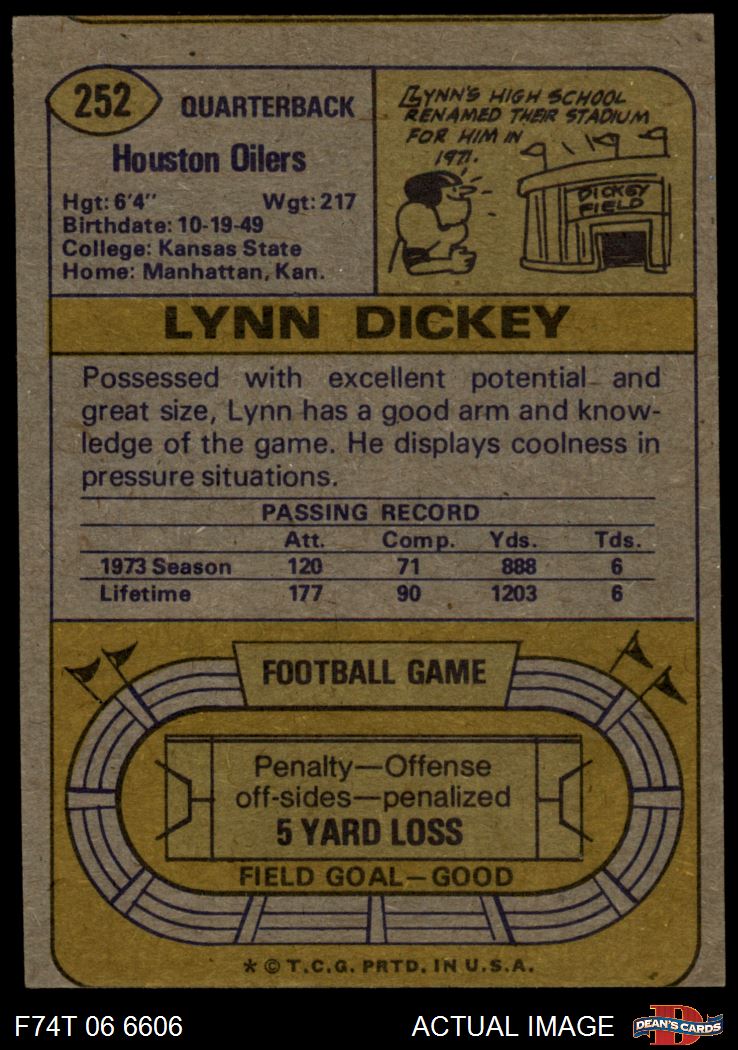 252
QUARTERBACK
Houston Oilers
Hgt: 6'4" Wgt: 217
Birthdate: 10-19-49
College: Kansas State
Home: Manhattan, Kan.
LYNN'S HIGH SCHOOL
RENAMED THEIR STADIUM
FOR HIM IN
1971.
DICKEY
FIELD
LYNN DICKEY
Possessed with excellent potential and
great size, Lynn has a good arm and know-
ledge of the game. He displays coolness in
pressure situations.
PASSING RECORD
Att. Comp. Yds. Tds.
1973 Season 120 71 888 6
Lifetime 177 90 1203 6
FOOTBALL GAME
Penalty—Offense
off-sides—penalized
5 YARD LOSS
FIELD GOAL—GOOD
* © T.C.G. PRTD. IN U.S.A.
F74T 06 6606
ACTUAL IMAGE
D
DEAN'S CARDS